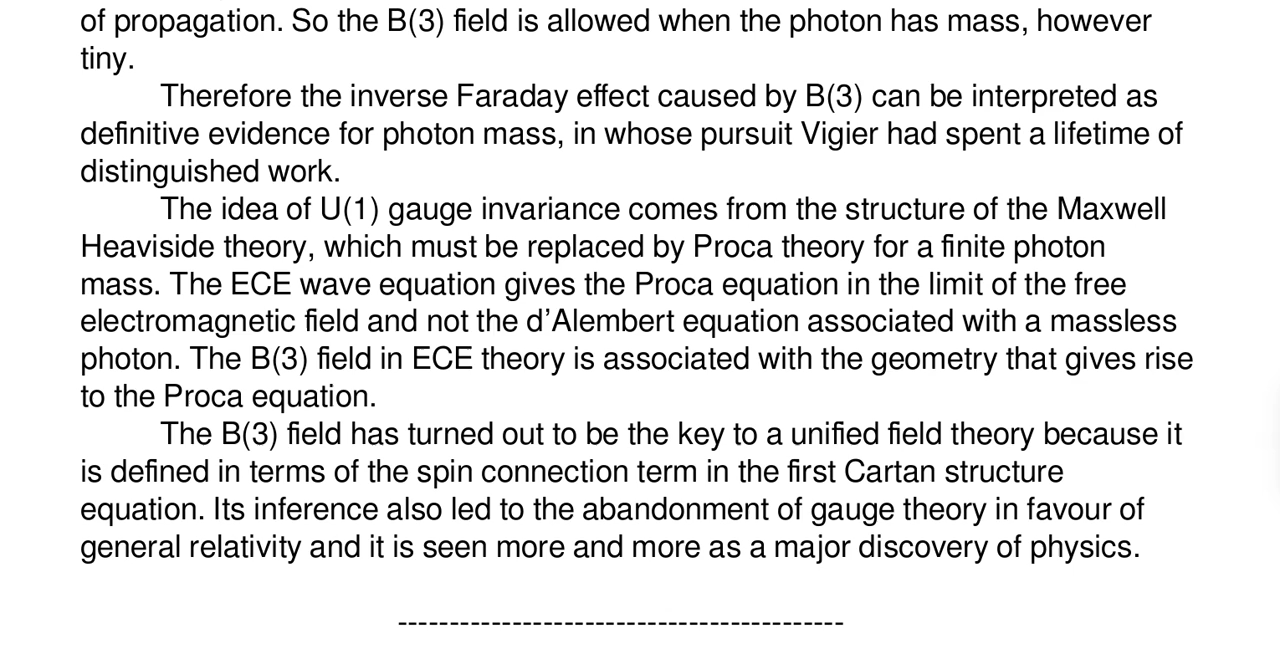 of propagation. So the B(3) field is allowed when the photon has mass, however
tiny.
Therefore the inverse Faraday effect caused by B(3) can be interpreted as
definitive evidence for photon mass, in whose pursuit Vigier had spent a lifetime of
distinguished work.
The idea of U(1) gauge invariance comes from the structure of the Maxwell
Heaviside theory, which must be replaced by Proca theory for a finite photon
mass. The ECE wave equation gives the Proca equation in the limit of the free
electromagnetic field and not the d’Alembert equation associated with a massless
photon. The B(3) field in ECE theory is associated with the geometry that gives rise
to the Proca equation.
The B(3) field has turned out to be the key to a unified field theory because it
is defined in terms of the spin connection term in the first Cartan structure
equation. Its inference also led to the abandonment of gauge theory in favour of
general relativity and it is seen more and more as a major discovery of physics.
-------------------------------------------